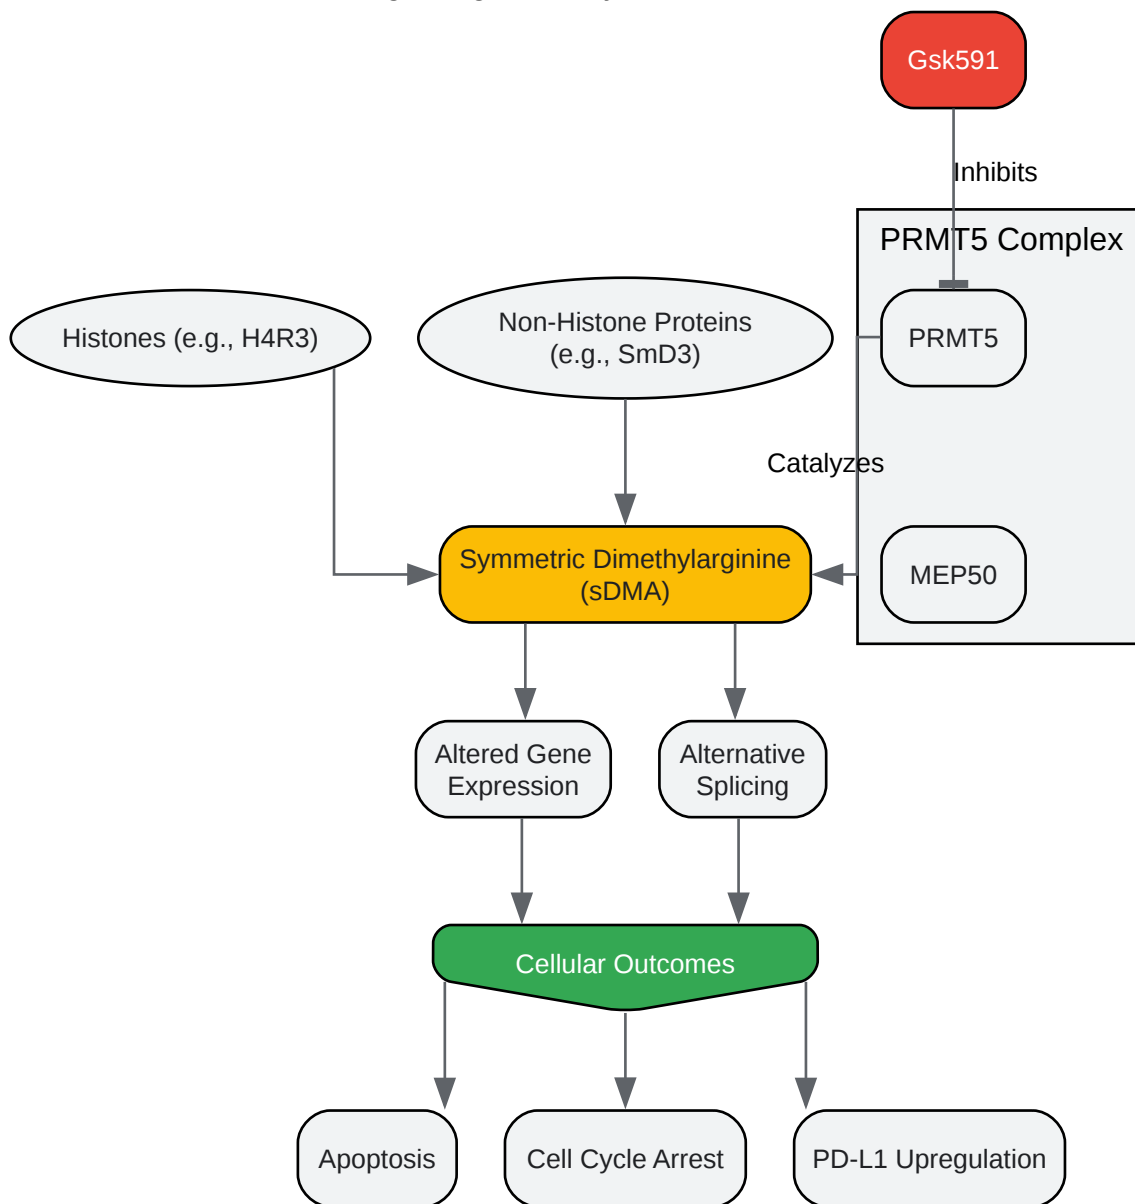 Gsk591
Inhibits
PRMT5 Complex
Histones (e.g., H4R3)
Non-Histone Proteins
(e.g., SmD3)
PRMT5
Catalyzes
Symmetric Dimethylarginine
(sDMA)
MEP50
Altered Gene
Expression
Alternative
Splicing
Cellular Outcomes
Apoptosis
Cell Cycle Arrest
PD-L1 Upregulation